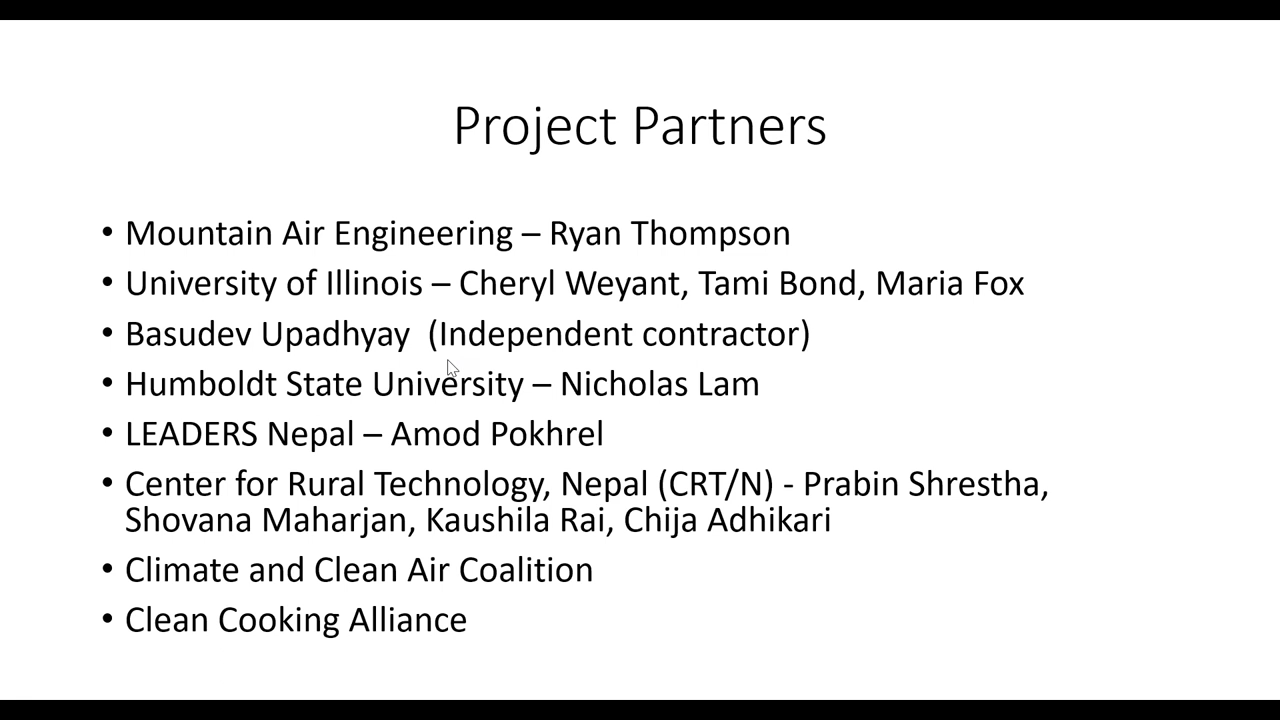 Project Partners
• Mountain Air Engineering – Ryan Thompson
• University of Illinois – Cheryl Weyant, Tami Bond, Maria Fox
• Basudev Upadhyay  (Independent contractor)
• Humboldt State University – Nicholas Lam
• LEADERS Nepal – Amod Pokhrel
• Center for Rural Technology, Nepal (CRT/N) - Prabin Shrestha,
Shovana Maharjan, Kaushila Rai, Chija Adhikari
• Climate and Clean Air Coalition
• Clean Cooking Alliance